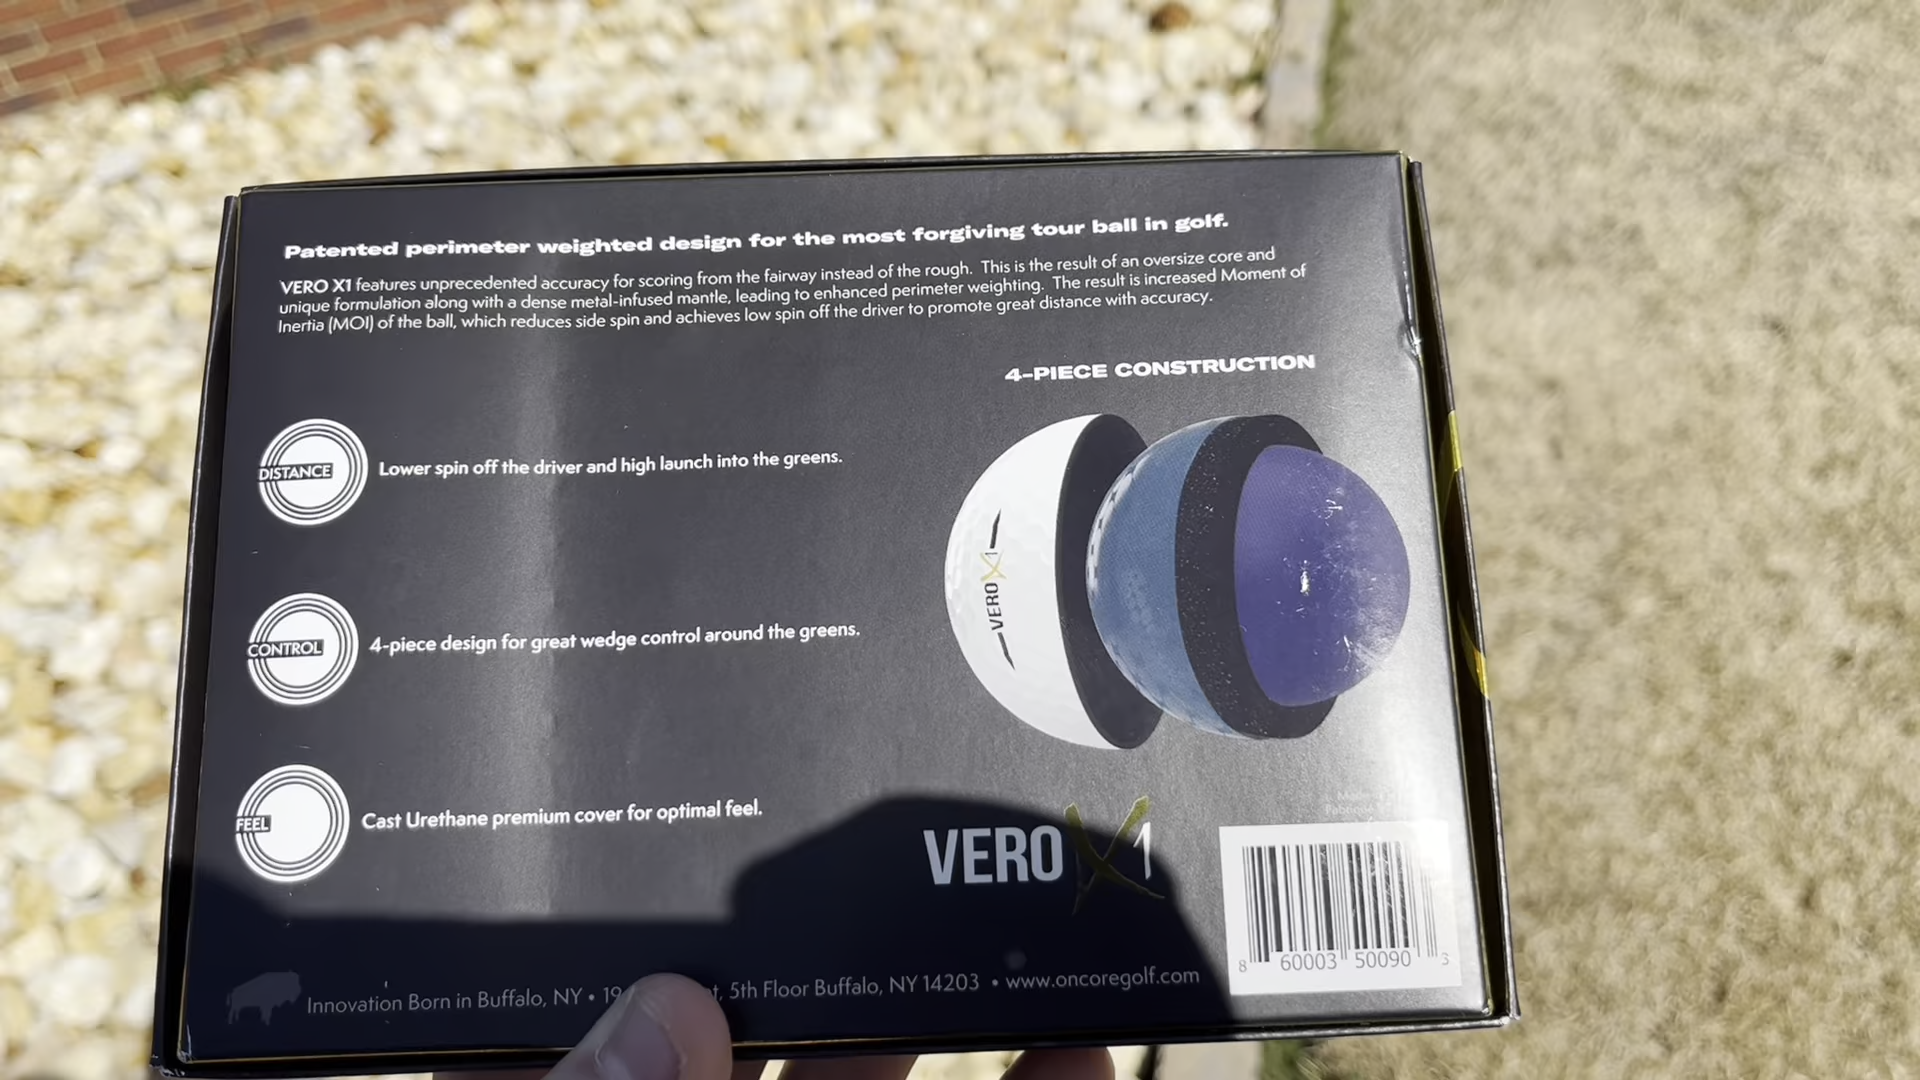 Patented perimeter weighted design for the most forgiving tour ball in golf.
VERO X1 features unprecedented accuracy for scoring from the fairway instead of the rough. This is the result of an oversize core and
unique formulation along with a dense metal-infused mantle, leading to enhanced perimeter weighting. The result is increased Moment of
Inertia (MOI) of the ball, which reduces side spin and achieves low spin off the driver to promote great distance with accuracy.
4-PIECE CONSTRUCTION
DISTANCE
Lower spin off the driver and high launch into the greens.
VERO X1
CONTROL
4-piece design for great wedge control around the greens.
FEEL
Cast Urethane premium cover for optimal feel.
VERO X1
8 60003 50090 3
Innovation Born in Buffalo, NY • 5th Floor Buffalo, NY 14203 • www.oncoregolf.com